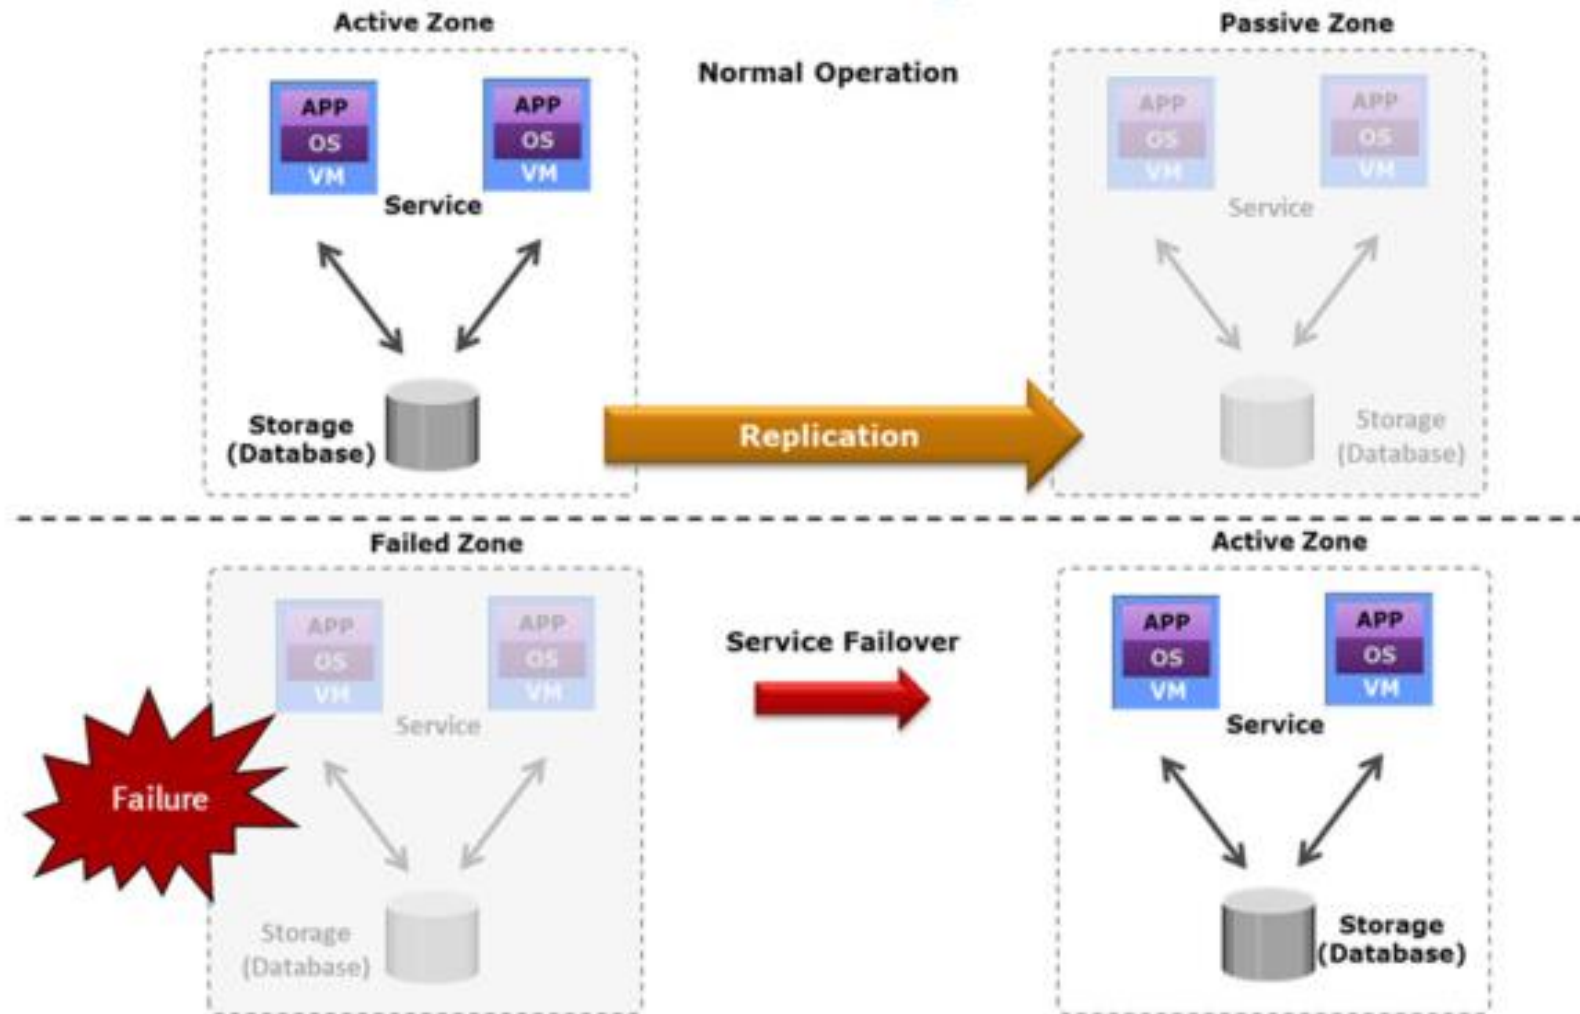 Active Zone
Passive Zone
Normal Operation
APP
OS
VM
APP
OS
VM
Service
APP
OS
VM
APP
OS
VM
Service
Storage
(Database)
Replication
Storage
(Database)
Failed Zone
Active Zone
APP
OS
VM
APP
OS
VM
Service
Service Failover
APP
OS
VM
APP
OS
VM
Service
Failure
Storage
(Database)
Storage
(Database)